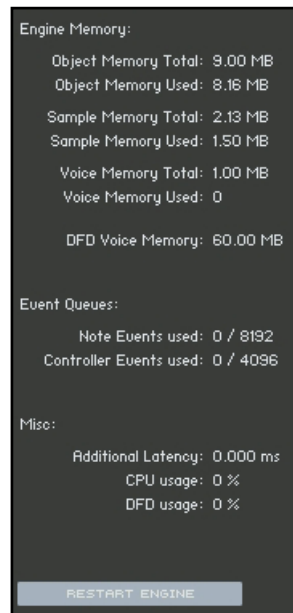 Engine Memory:
Object Memory Total: 9.00 MB
Object Memory Used: 8.16 MB
Sample Memory Total: 2.13 MB
Sample Memory Used: 1.50 MB
Voice Memory Total: 1.00 MB
Voice Memory Used: 0
DFD Voice Memory: 60.00 MB
Event Queues:
Note Events used: 0 / 8192
Controller Events used: 0 / 4096
Misc:
Additional Latency: 0.000 ms
CPU usage: 0 %
DFD usage: 0 %
RESTART ENGINE